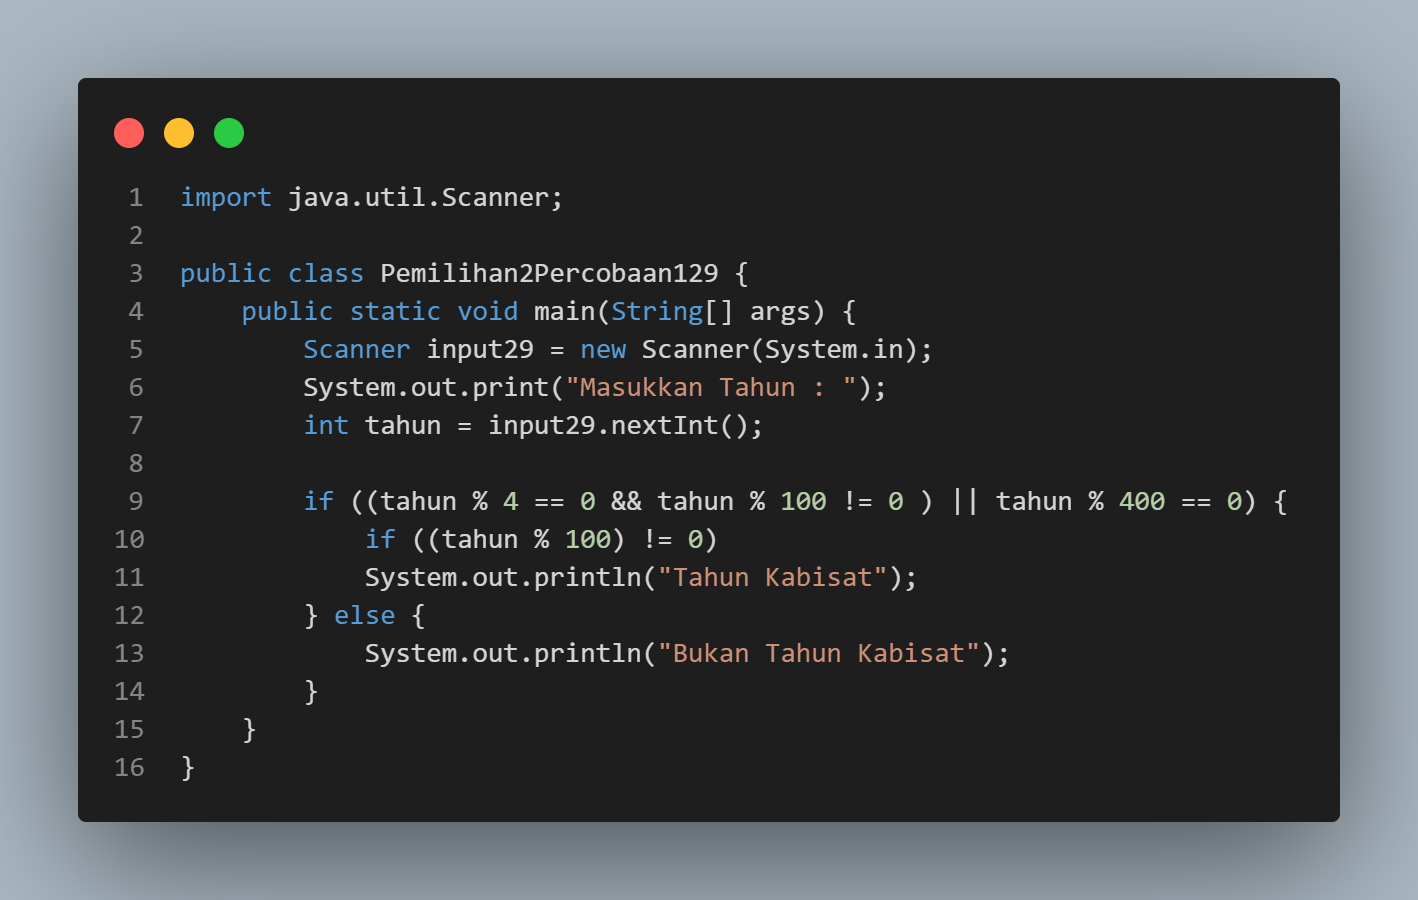 1 import java.util.Scanner;
2
3 public class Pemilihan2Percobaan129 {
4     public static void main(String[] args) {
5         Scanner input29 = new Scanner(System.in);
6         System.out.print("Masukkan Tahun : ");
7         int tahun = input29.nextInt();
8
9         if ((tahun % 4 == 0 && tahun % 100 != 0 ) || tahun % 400 == 0) {
10             if ((tahun % 100) != 0)
11             System.out.println("Tahun Kabisat");
12         } else {
13             System.out.println("Bukan Tahun Kabisat");
14         }
15     }
16 }